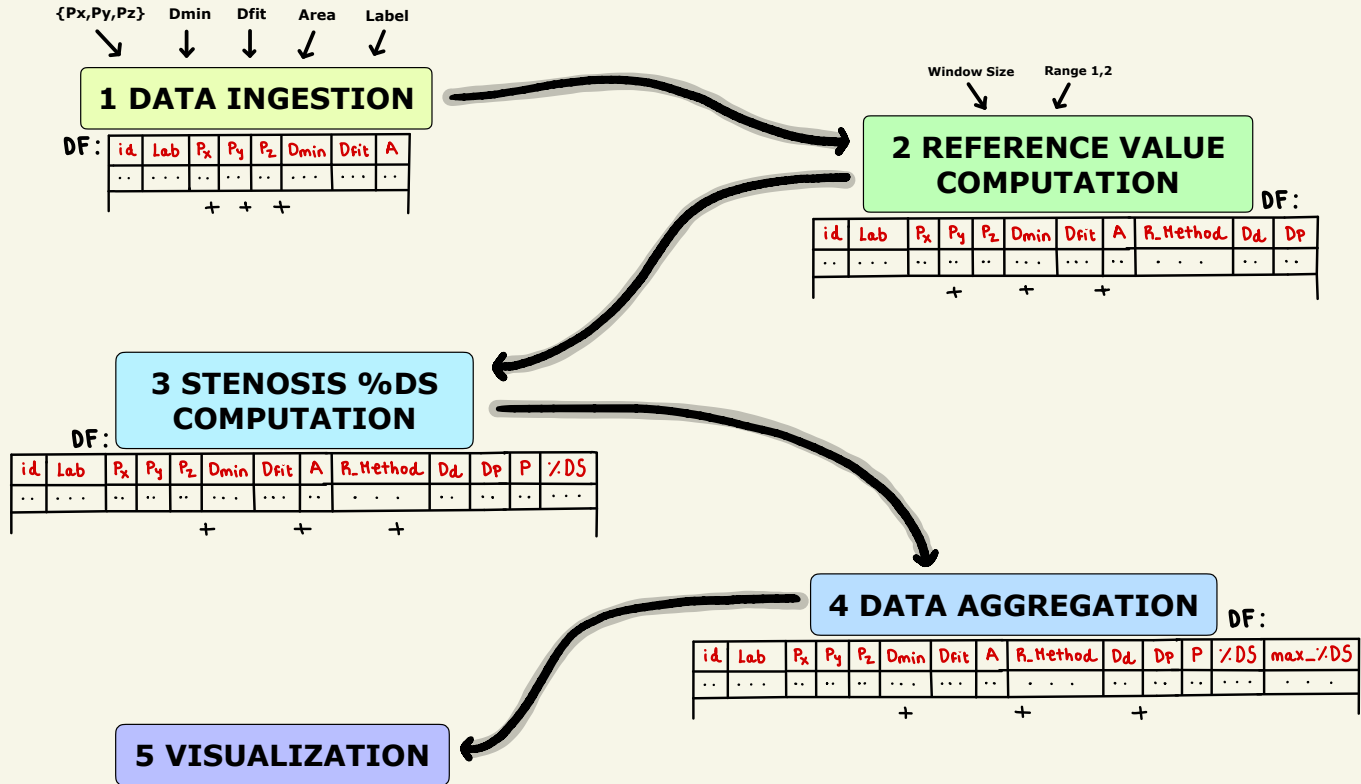 {Px,Py,Pz} Dmin Dfit Area Label
1 DATA INGESTION
DF:
id Lab Px Py Pz Dmin Dfit A
.. ... .. .. .. ... ... ..
+ + +
Window Size Range 1,2
2 REFERENCE VALUE
COMPUTATION
DF:
id Lab Px Py Pz Dmin Dfit A R_Method Dd Dp
.. ... .. .. .. ... ... .. ... .. ..
+ + +
3 STENOSIS %DS
COMPUTATION
DF:
id Lab Px Py Pz Dmin Dfit A R_Method Dd Dp P %DS
.. ... .. .. .. ... ... .. ... .. .. .. ...
+ + +
4 DATA AGGREGATION
DF:
id Lab Px Py Pz Dmin Dfit A R_Method Dd Dp P %DS max_%DS
.. ... .. .. .. ... ... .. ... .. .. .. ... ...
+ + +
5 VISUALIZATION